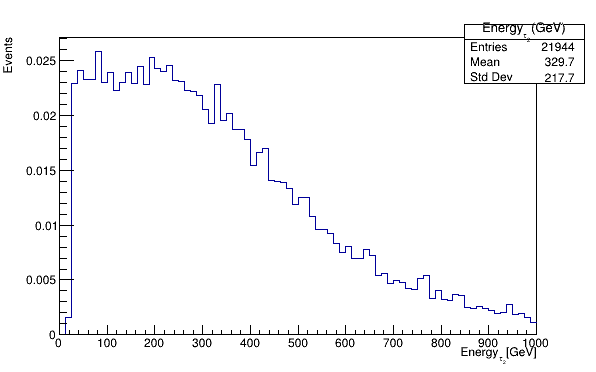 Energy_τ₂ (GeV)
Entries 21944
Mean 329.7
Std Dev 217.7
Events
0.025
0.02
0.015
0.01
0.005
0
0 100 200 300 400 500 600 700 800 900 1000
Energy_τ₂ [GeV]